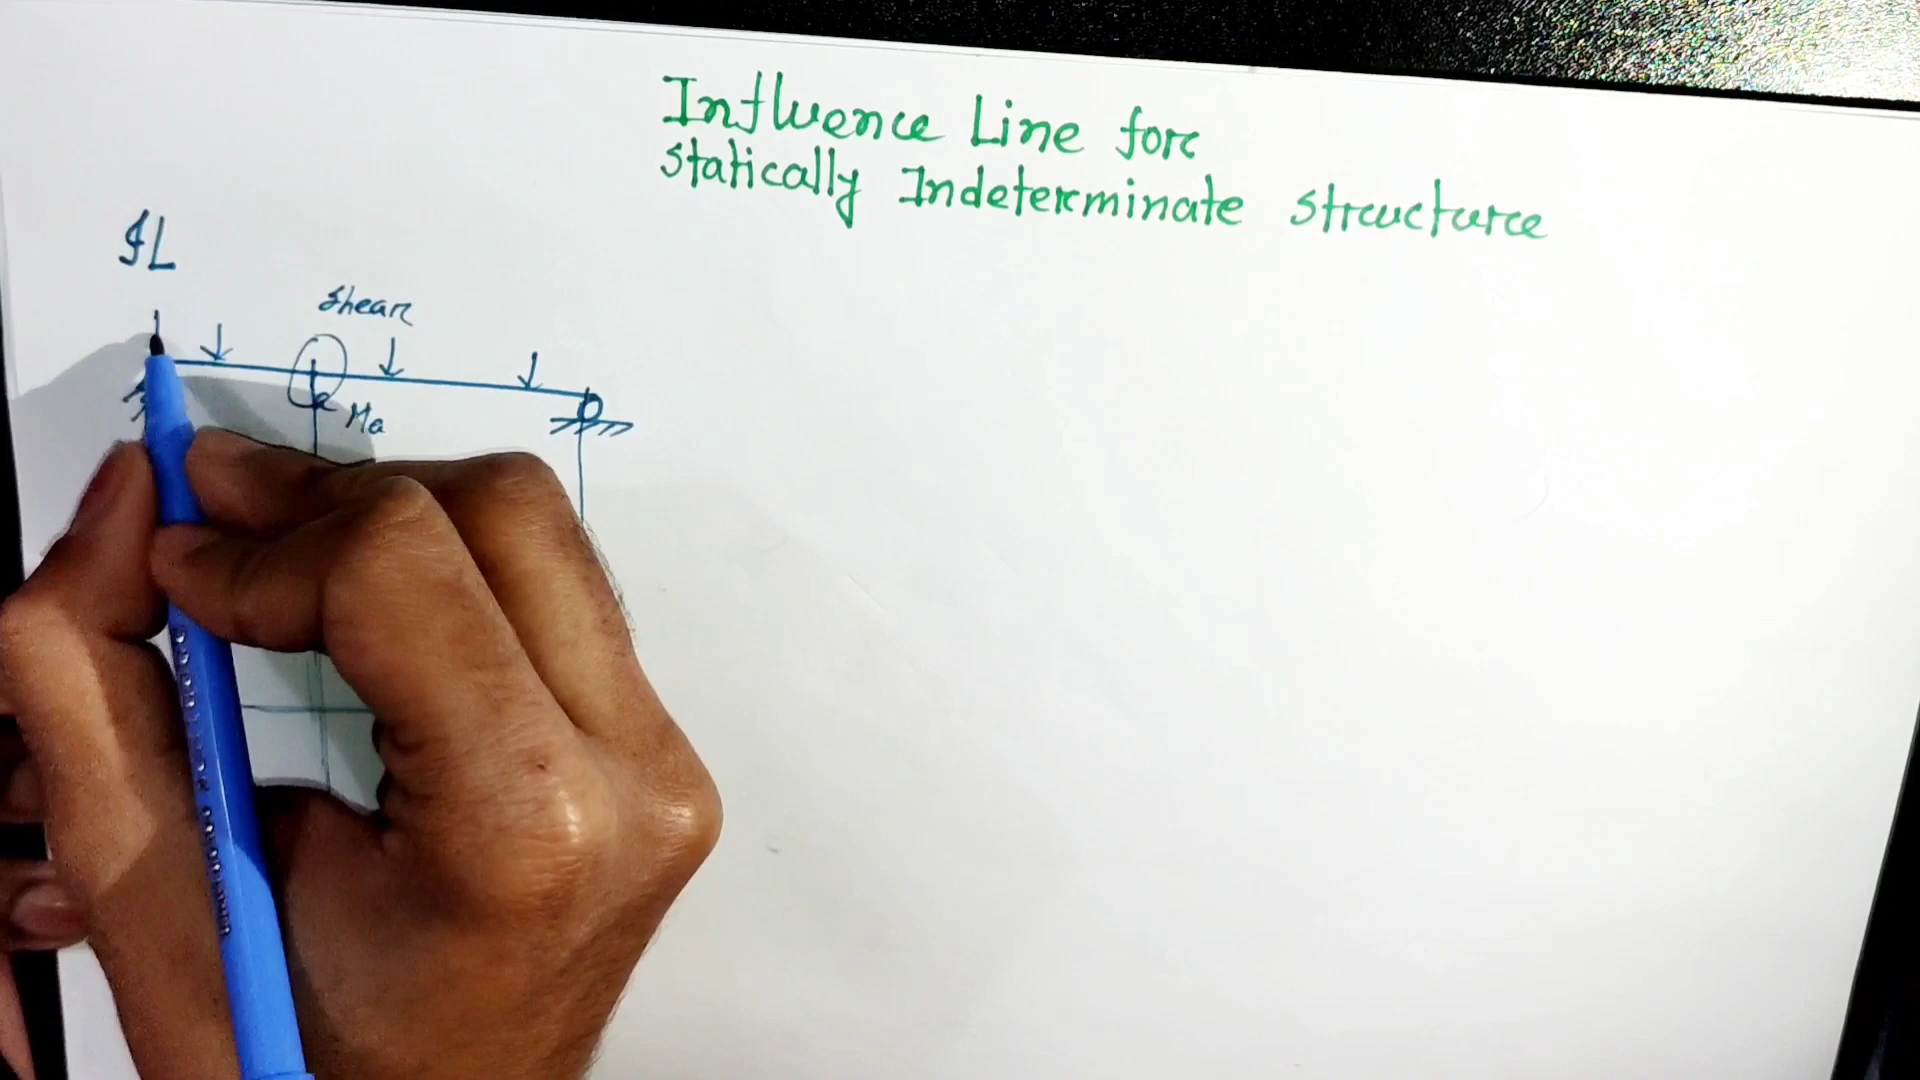 Influence Line for
Statically Indeterminate Structure
IL
Shear
a
Ma